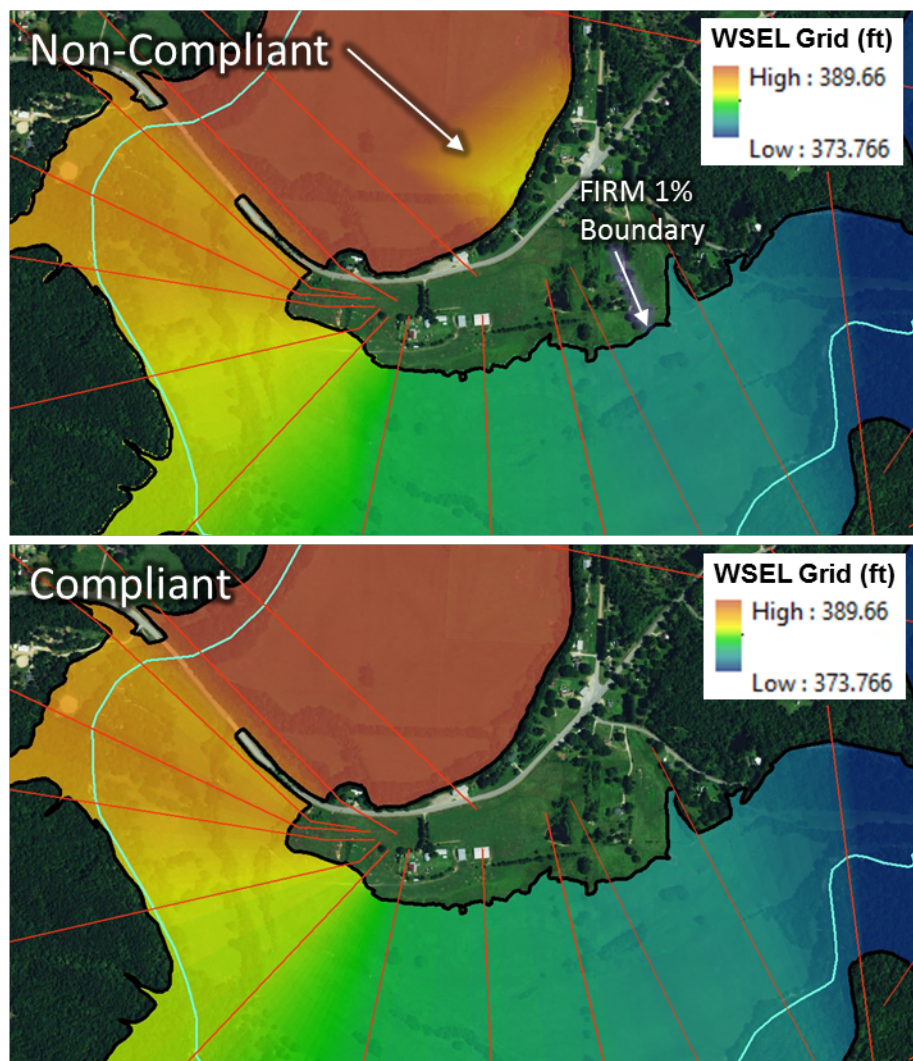 Non-Compliant
WSEL Grid (ft)
High : 389.66
Low : 373.766
FIRM 1%
Boundary
Compliant
WSEL Grid (ft)
High : 389.66
Low : 373.766